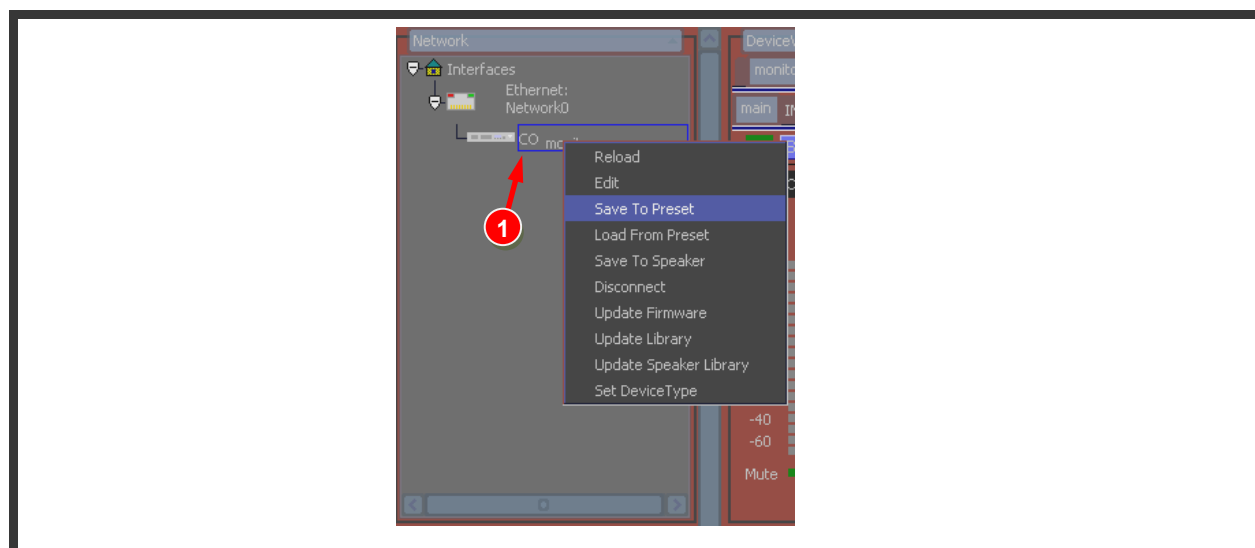 Network
Interfaces
Ethernet:
Network0
CO
1
Reload
Edit
Save To Preset
Load From Preset
Save To Speaker
Disconnect
Update Firmware
Update Library
Update Speaker Library
Set DeviceType
main
-40
-60
Mute